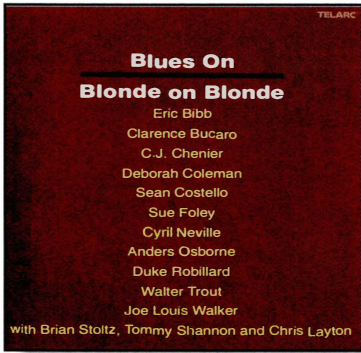 TELARC
Blues On
Blonde on Blonde
Eric Bibb
Clarence Bucaro
C.J. Chenier
Deborah Coleman
Sean Costello
Sue Foley
Cyril Neville
Anders Osborne
Duke Robillard
Walter Trout
Joe Louis Walker
with Brian Stoltz, Tommy Shannon and Chris Layton